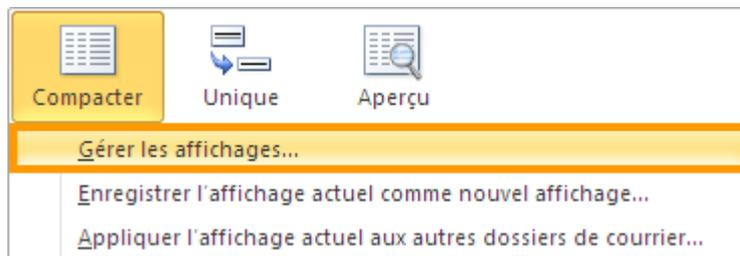 Compacter Unique Aperçu
Gérer les affichages...
Enregistrer l'affichage actuel comme nouvel affichage...
Appliquer l'affichage actuel aux autres dossiers de courrier...